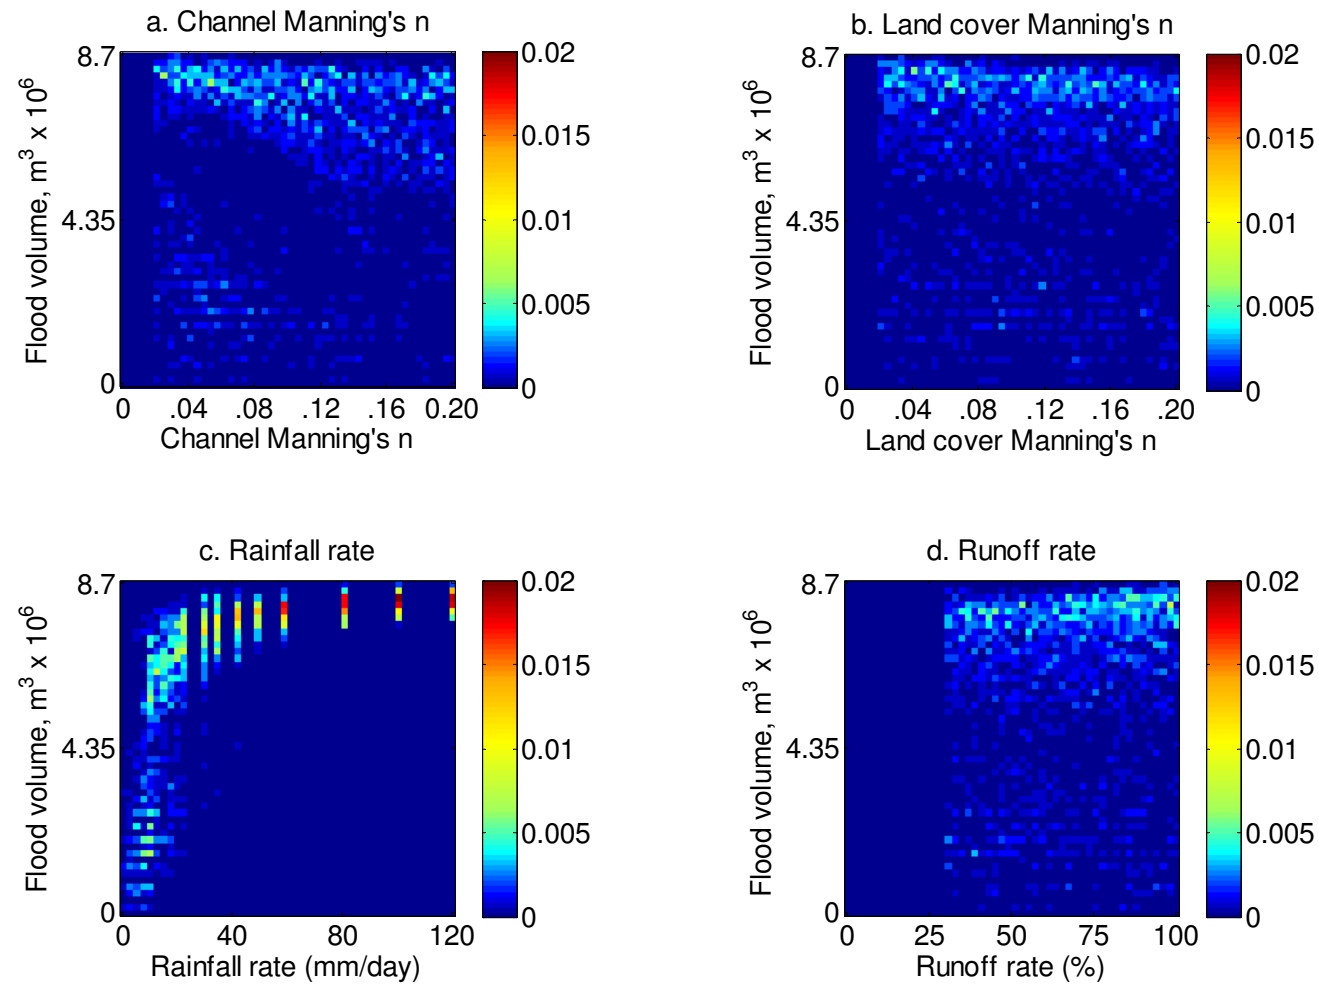 a. Channel Manning's n
8.7
4.35
0
Flood volume, m³ x 10⁶
0 .04 .08 .12 .16 0.20
Channel Manning's n
0.02
0.015
0.01
0.005
0
b. Land cover Manning's n
8.7
4.35
0
Flood volume, m³ x 10⁶
0 .04 .08 .12 .16 .20
Land cover Manning's n
0.02
0.015
0.01
0.005
0
c. Rainfall rate
8.7
4.35
0
Flood volume, m³ x 10⁶
0 40 80 120
Rainfall rate (mm/day)
0.02
0.015
0.01
0.005
0
d. Runoff rate
8.7
4.35
0
Flood volume, m³ x 10⁶
0 25 50 75 100
Runoff rate (%)
0.02
0.015
0.01
0.005
0